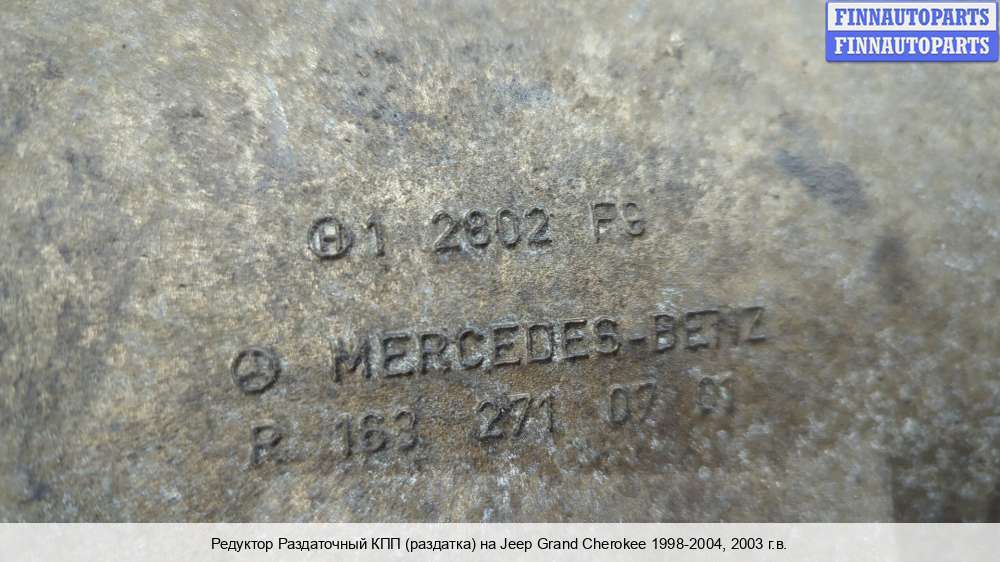 FINNAUTOPARTS
FINNAUTOPARTS
H 1 2802 F9
MERCEDES-BENZ
R 163 271 07 01
Редуктор Раздаточный КПП (раздатка) на Jeep Grand Cherokee 1998-2004, 2003 г.в.